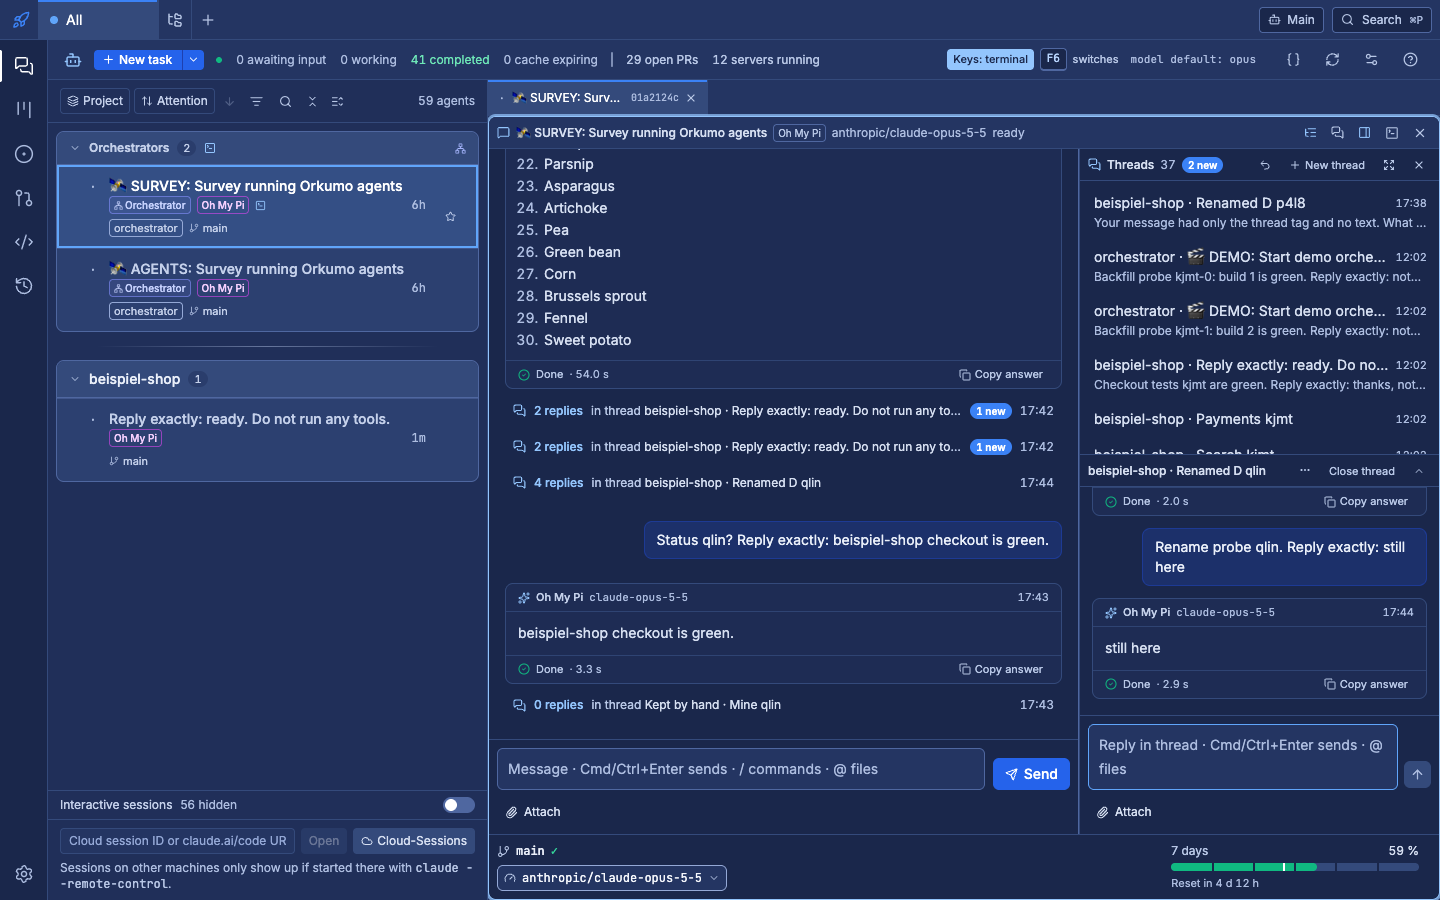 All
Main
Search ⌘P
New task
0 awaiting input
0 working
41 completed
0 cache expiring
29 open PRs
12 servers running
Keys: terminal
F6
switches
model default: opus
Project
Attention
59 agents
Orchestrators 2
SURVEY: Survey running Orkumo agents
Orchestrator
Oh My Pi
6h
orchestrator
main
AGENTS: Survey running Orkumo agents
Orchestrator
Oh My Pi
6h
orchestrator
main
beispiel-shop 1
Reply exactly: ready. Do not run any tools.
Oh My Pi
1m
main
Interactive sessions 56 hidden
Cloud session ID or claude.ai/code UR
Open
Cloud-Sessions
Sessions on other machines only show up if started there with claude -
-remote-control.
· SURVEY: Surv... 01a2124c
SURVEY: Survey running Orkumo agents
Oh My Pi
anthropic/claude-opus-5-5 ready
22. Parsnip
23. Asparagus
24. Artichoke
25. Pea
26. Green bean
27. Corn
28. Brussels sprout
29. Fennel
30. Sweet potato
Done · 54.0 s
Copy answer
2 replies in thread beispiel-shop · Reply exactly: ready. Do not run any to... 1 new 17:42
2 replies in thread beispiel-shop · Reply exactly: ready. Do not run any to... 1 new 17:42
4 replies in thread beispiel-shop · Renamed D qlin 17:44
Status qlin? Reply exactly: beispiel-shop checkout is green.
Oh My Pi claude-opus-5-5 17:43
beispiel-shop checkout is green.
Done · 3.3 s
Copy answer
0 replies in thread Kept by hand · Mine qlin 17:43
Message · Cmd/Ctrl+Enter sends · / commands · @ files
Send
Attach
main ✓
anthropic/claude-opus-5-5
Threads 37 2 new
New thread
beispiel-shop · Renamed D p4l8 17:38
Your message had only the thread tag and no text. What ...
orchestrator · DEMO: Start demo orche... 12:02
Backfill probe kjmt-0: build 1 is green. Reply exactly: not...
orchestrator · DEMO: Start demo orche... 12:02
Backfill probe kjmt-1: build 2 is green. Reply exactly: not...
beispiel-shop · Reply exactly: ready. Do no... 12:02
Checkout tests kjmt are green. Reply exactly: thanks, not...
beispiel-shop · Payments kjmt 12:02
beispiel-shop · Renamed D qlin
Close thread
Done · 2.0 s
Copy answer
Rename probe qlin. Reply exactly: still
here
Oh My Pi claude-opus-5-5 17:44
still here
Done · 2.9 s
Copy answer
Reply in thread · Cmd/Ctrl+Enter sends · @
files
Attach
7 days 59 %
Reset in 4 d 12 h